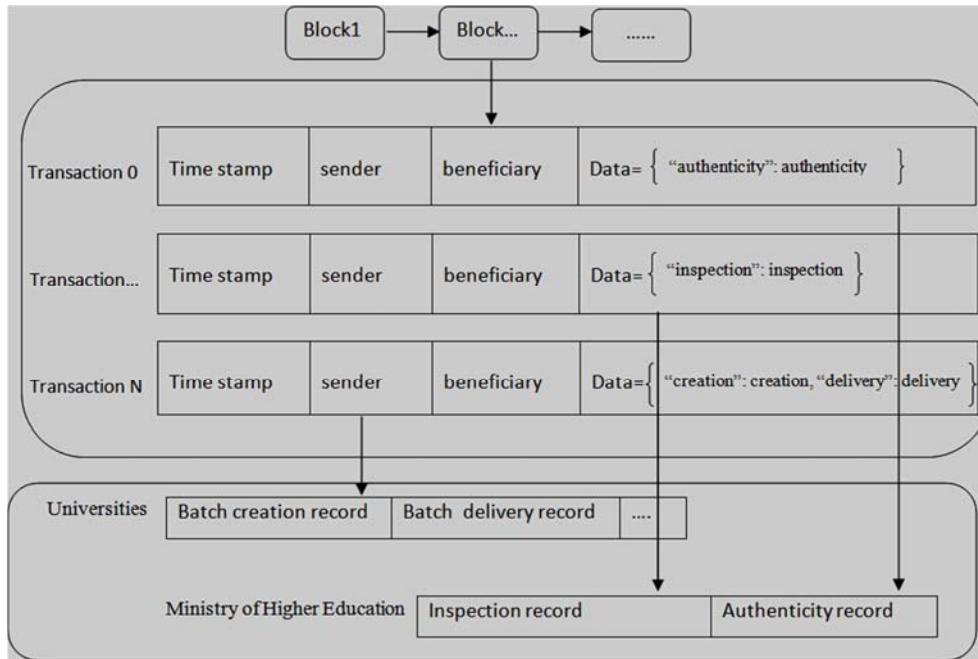 Block1 Block... ......
Transaction 0 Time stamp sender beneficiary Data= { “authenticity”: authenticity }
Transaction... Time stamp sender beneficiary Data= { “inspection”: inspection }
Transaction N Time stamp sender beneficiary Data={ “creation”: creation, “delivery”: delivery }
Universities Batch creation record Batch delivery record ....
Ministry of Higher Education Inspection record Authenticity record